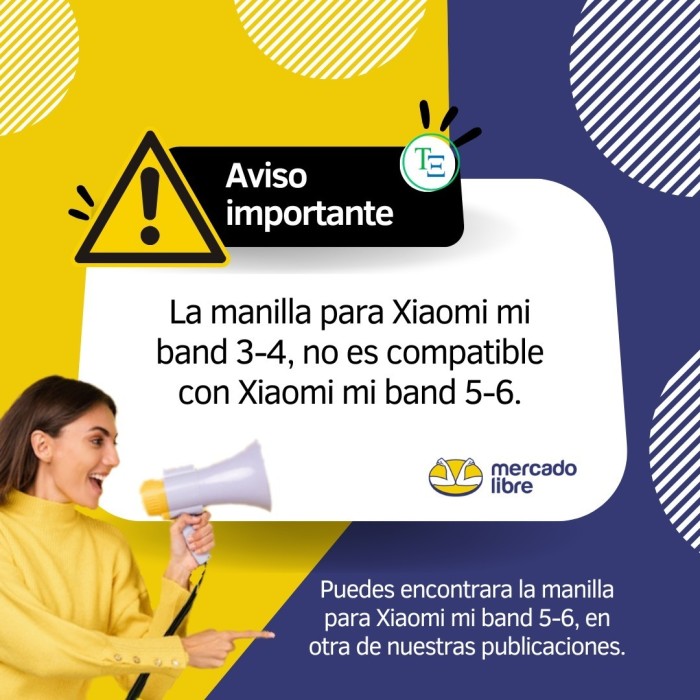 TΞ
Aviso
importante
La manilla para Xiaomi mi
band 3-4, no es compatible
con Xiaomi mi band 5-6.
mercado
libre
Puedes encontrara la manilla
para Xiaomi mi band 5-6, en
otra de nuestras publicaciones.